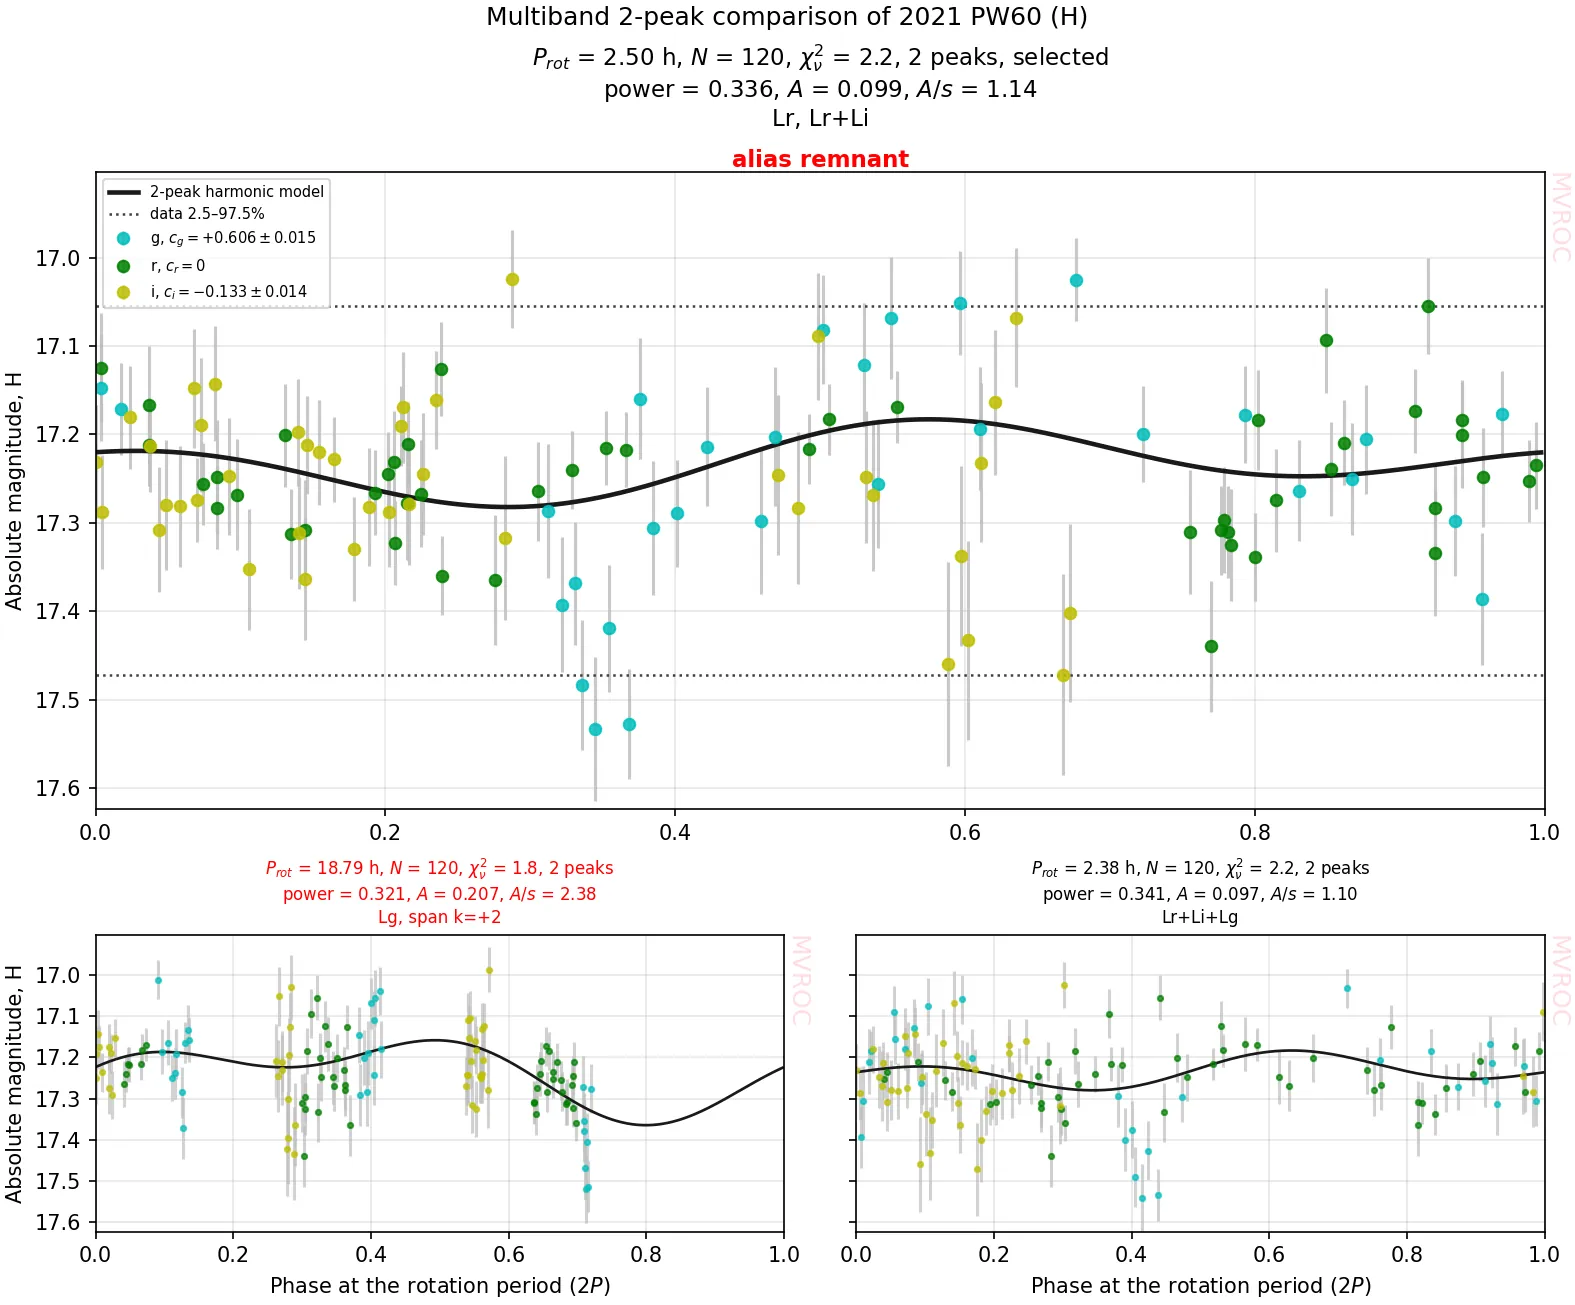 Multiband 2-peak comparison of 2021 PW60 (H)
P_rot = 2.50 h, N = 120, χ²_ν = 2.2, 2 peaks, selected
power = 0.336, A = 0.099, A/s = 1.14
Lr, Lr+Li
alias remnant
2-peak harmonic model
data 2.5–97.5%
g, c_g = +0.606 ± 0.015
r, c_r = 0
i, c_i = −0.133 ± 0.014
MVROC
Absolute magnitude, H
17.0
17.1
17.2
17.3
17.4
17.5
17.6
0.0 0.2 0.4 0.6 0.8 1.0
P_rot = 18.79 h, N = 120, χ²_ν = 1.8, 2 peaks
power = 0.321, A = 0.207, A/s = 2.38
Lg, span k=+2
MVROC
Absolute magnitude, H
17.0
17.1
17.2
17.3
17.4
17.5
17.6
0.0 0.2 0.4 0.6 0.8 1.0
Phase at the rotation period (2P)
P_rot = 2.38 h, N = 120, χ²_ν = 2.2, 2 peaks
power = 0.341, A = 0.097, A/s = 1.10
Lr+Li+Lg
MVROC
0.0 0.2 0.4 0.6 0.8 1.0
Phase at the rotation period (2P)